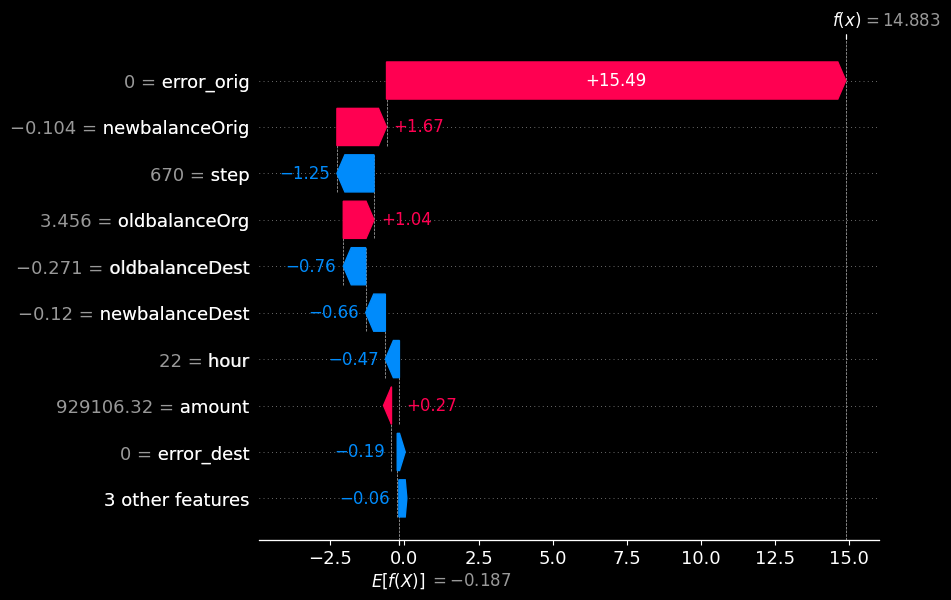 f(x) = 14.883
0 = error_orig
+15.49
−0.104 = newbalanceOrig
+1.67
670 = step
−1.25
3.456 = oldbalanceOrg
+1.04
−0.271 = oldbalanceDest
−0.76
−0.12 = newbalanceDest
−0.66
22 = hour
−0.47
929106.32 = amount
+0.27
0 = error_dest
−0.19
3 other features
−0.06
−2.5 0.0 2.5 5.0 7.5 10.0 12.5 15.0
E[f(X)] = −0.187